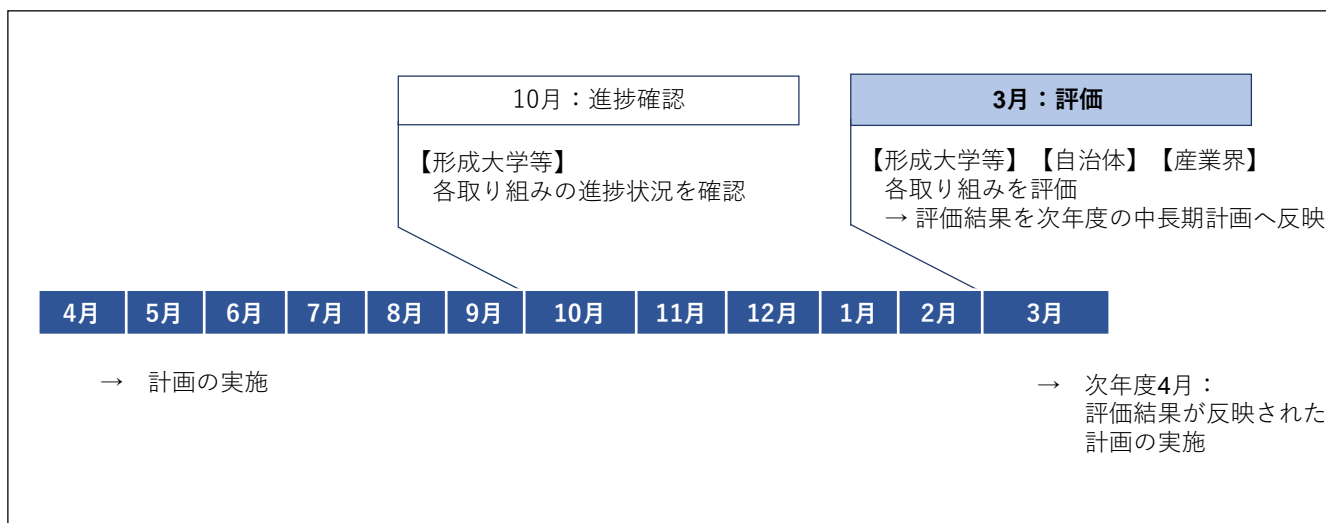 10月：進捗確認
【形成大学等】
各取り組みの進捗状況を確認
3月：評価
【形成大学等】【自治体】【産業界】
各取り組みを評価
→ 評価結果を次年度の中長期計画へ反映
4月 5月 6月 7月 8月 9月 10月 11月 12月 1月 2月 3月
→ 計画の実施
→ 次年度4月：
評価結果が反映された
計画の実施